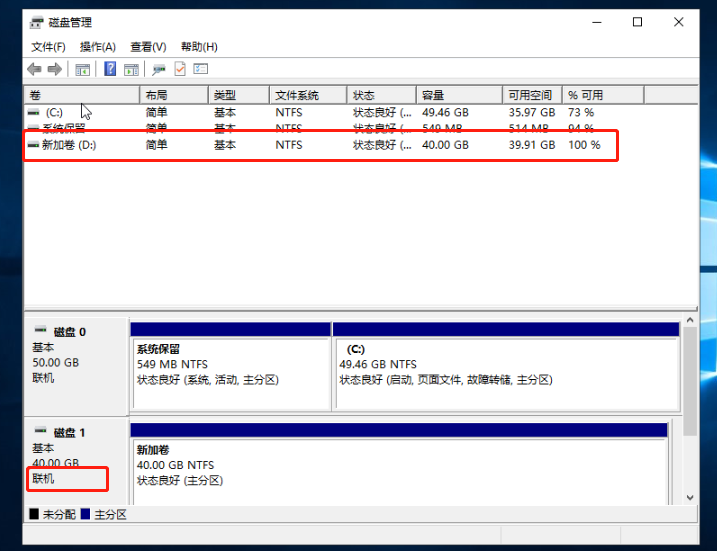 磁盘管理
文件(F) 操作(A) 查看(V) 帮助(H)
卷 布局 类型 文件系统 状态 容量 可用空间 % 可用
(C:) 简单 基本 NTFS 状态良好 (... 49.46 GB 35.97 GB 73 %
系统保留 简单 基本 NTFS 状态良好 (... 549 MB 514 MB 94 %
新加卷 (D:) 简单 基本 NTFS 状态良好 (... 40.00 GB 39.91 GB 100 %
磁盘 0
基本
50.00 GB
联机
系统保留
549 MB NTFS
状态良好 (系统, 活动, 主分区)
(C:)
49.46 GB NTFS
状态良好 (启动, 页面文件, 故障转储, 主分区)
磁盘 1
基本
40.00 GB
联机
新加卷
40.00 GB NTFS
状态良好 (主分区)
未分配 主分区